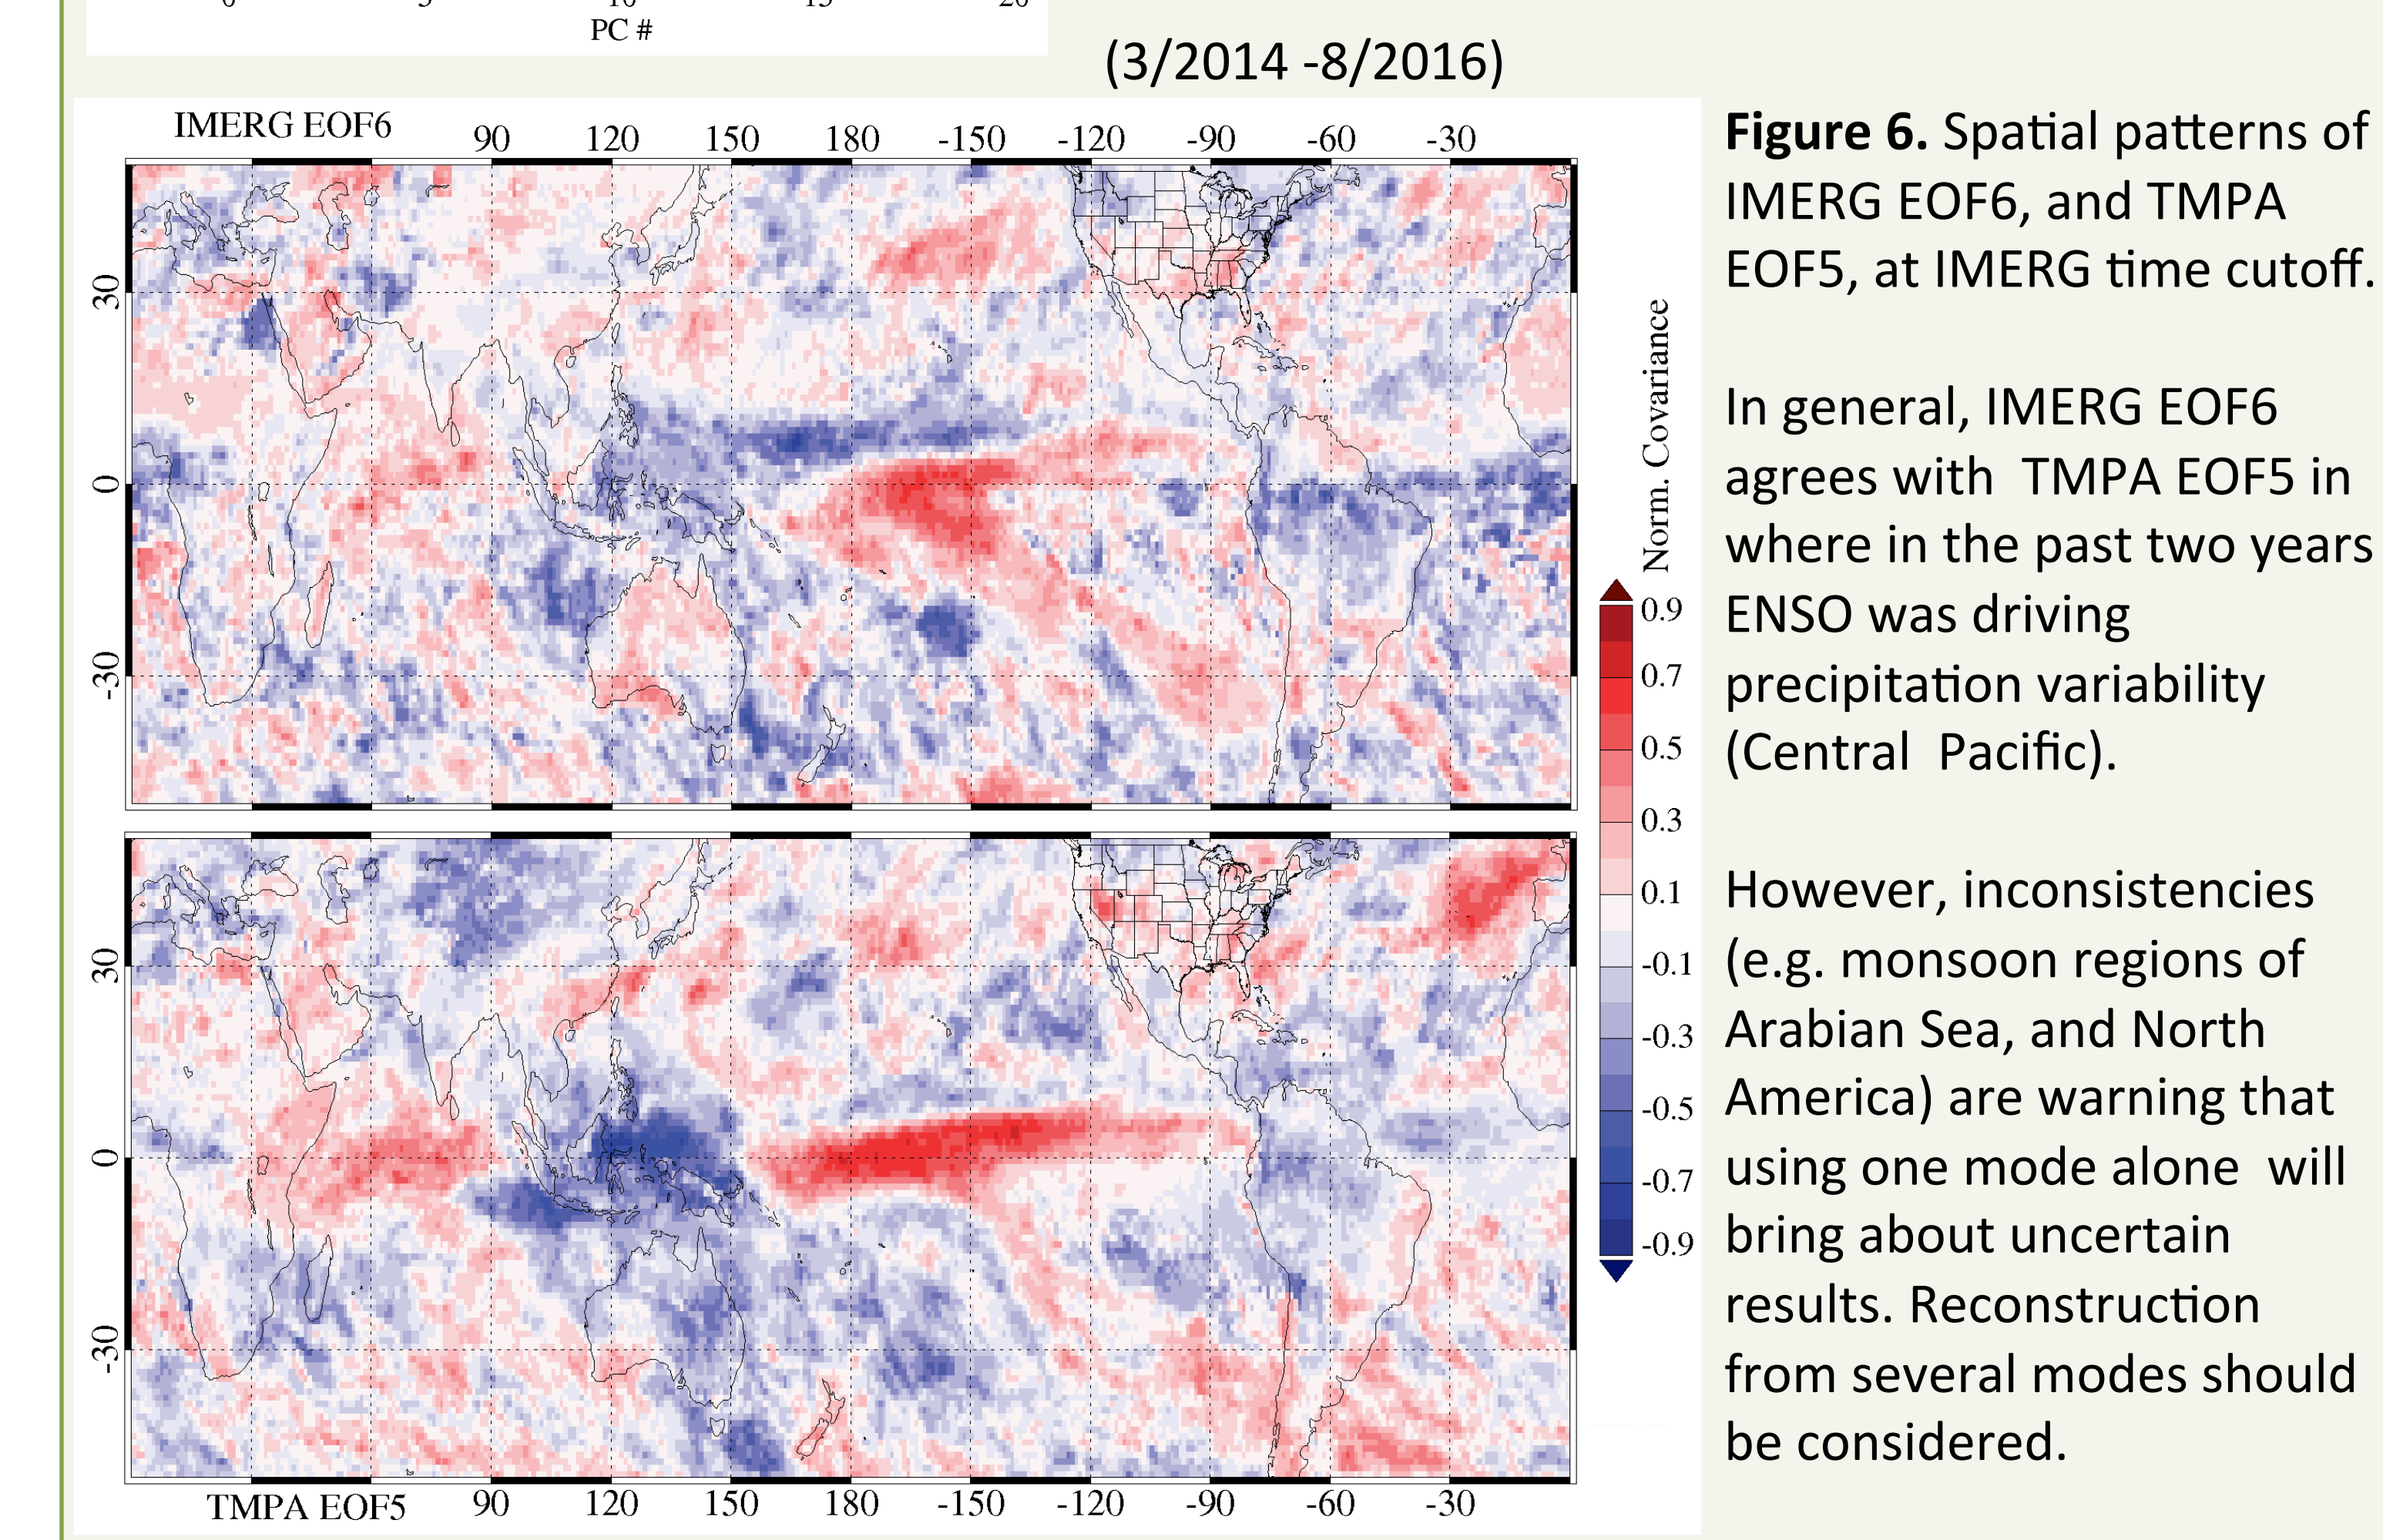 0 5 10 15 20
PC #
(3/2014 -8/2016)
IMERG EOF6
90 120 150 180 -150 -120 -90 -60 -30
30
0
-30
Norm. Covariance
0.9
0.7
0.5
0.3
0.1
-0.1
-0.3
-0.5
-0.7
-0.9
30
0
-30
TMPA EOF5
90 120 150 180 -150 -120 -90 -60 -30
Figure 6. Spatial patterns of
IMERG EOF6, and TMPA
EOF5, at IMERG time cutoff.
In general, IMERG EOF6
agrees with TMPA EOF5 in
where in the past two years
ENSO was driving
precipitation variability
(Central Pacific).
However, inconsistencies
(e.g. monsoon regions of
Arabian Sea, and North
America) are warning that
using one mode alone will
bring about uncertain
results. Reconstruction
from several modes should
be considered.